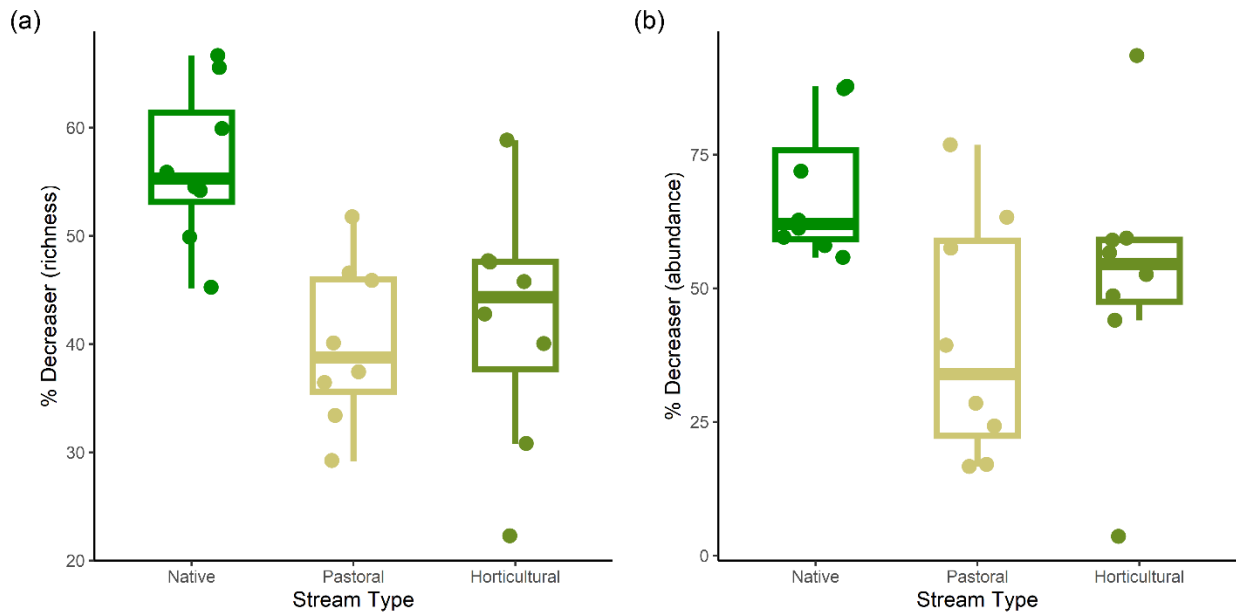 (a)
% Decreaser (richness)
60
50
40
30
20
Native Pastoral Horticultural
Stream Type
(b)
% Decreaser (abundance)
75
50
25
0
Native Pastoral Horticultural
Stream Type